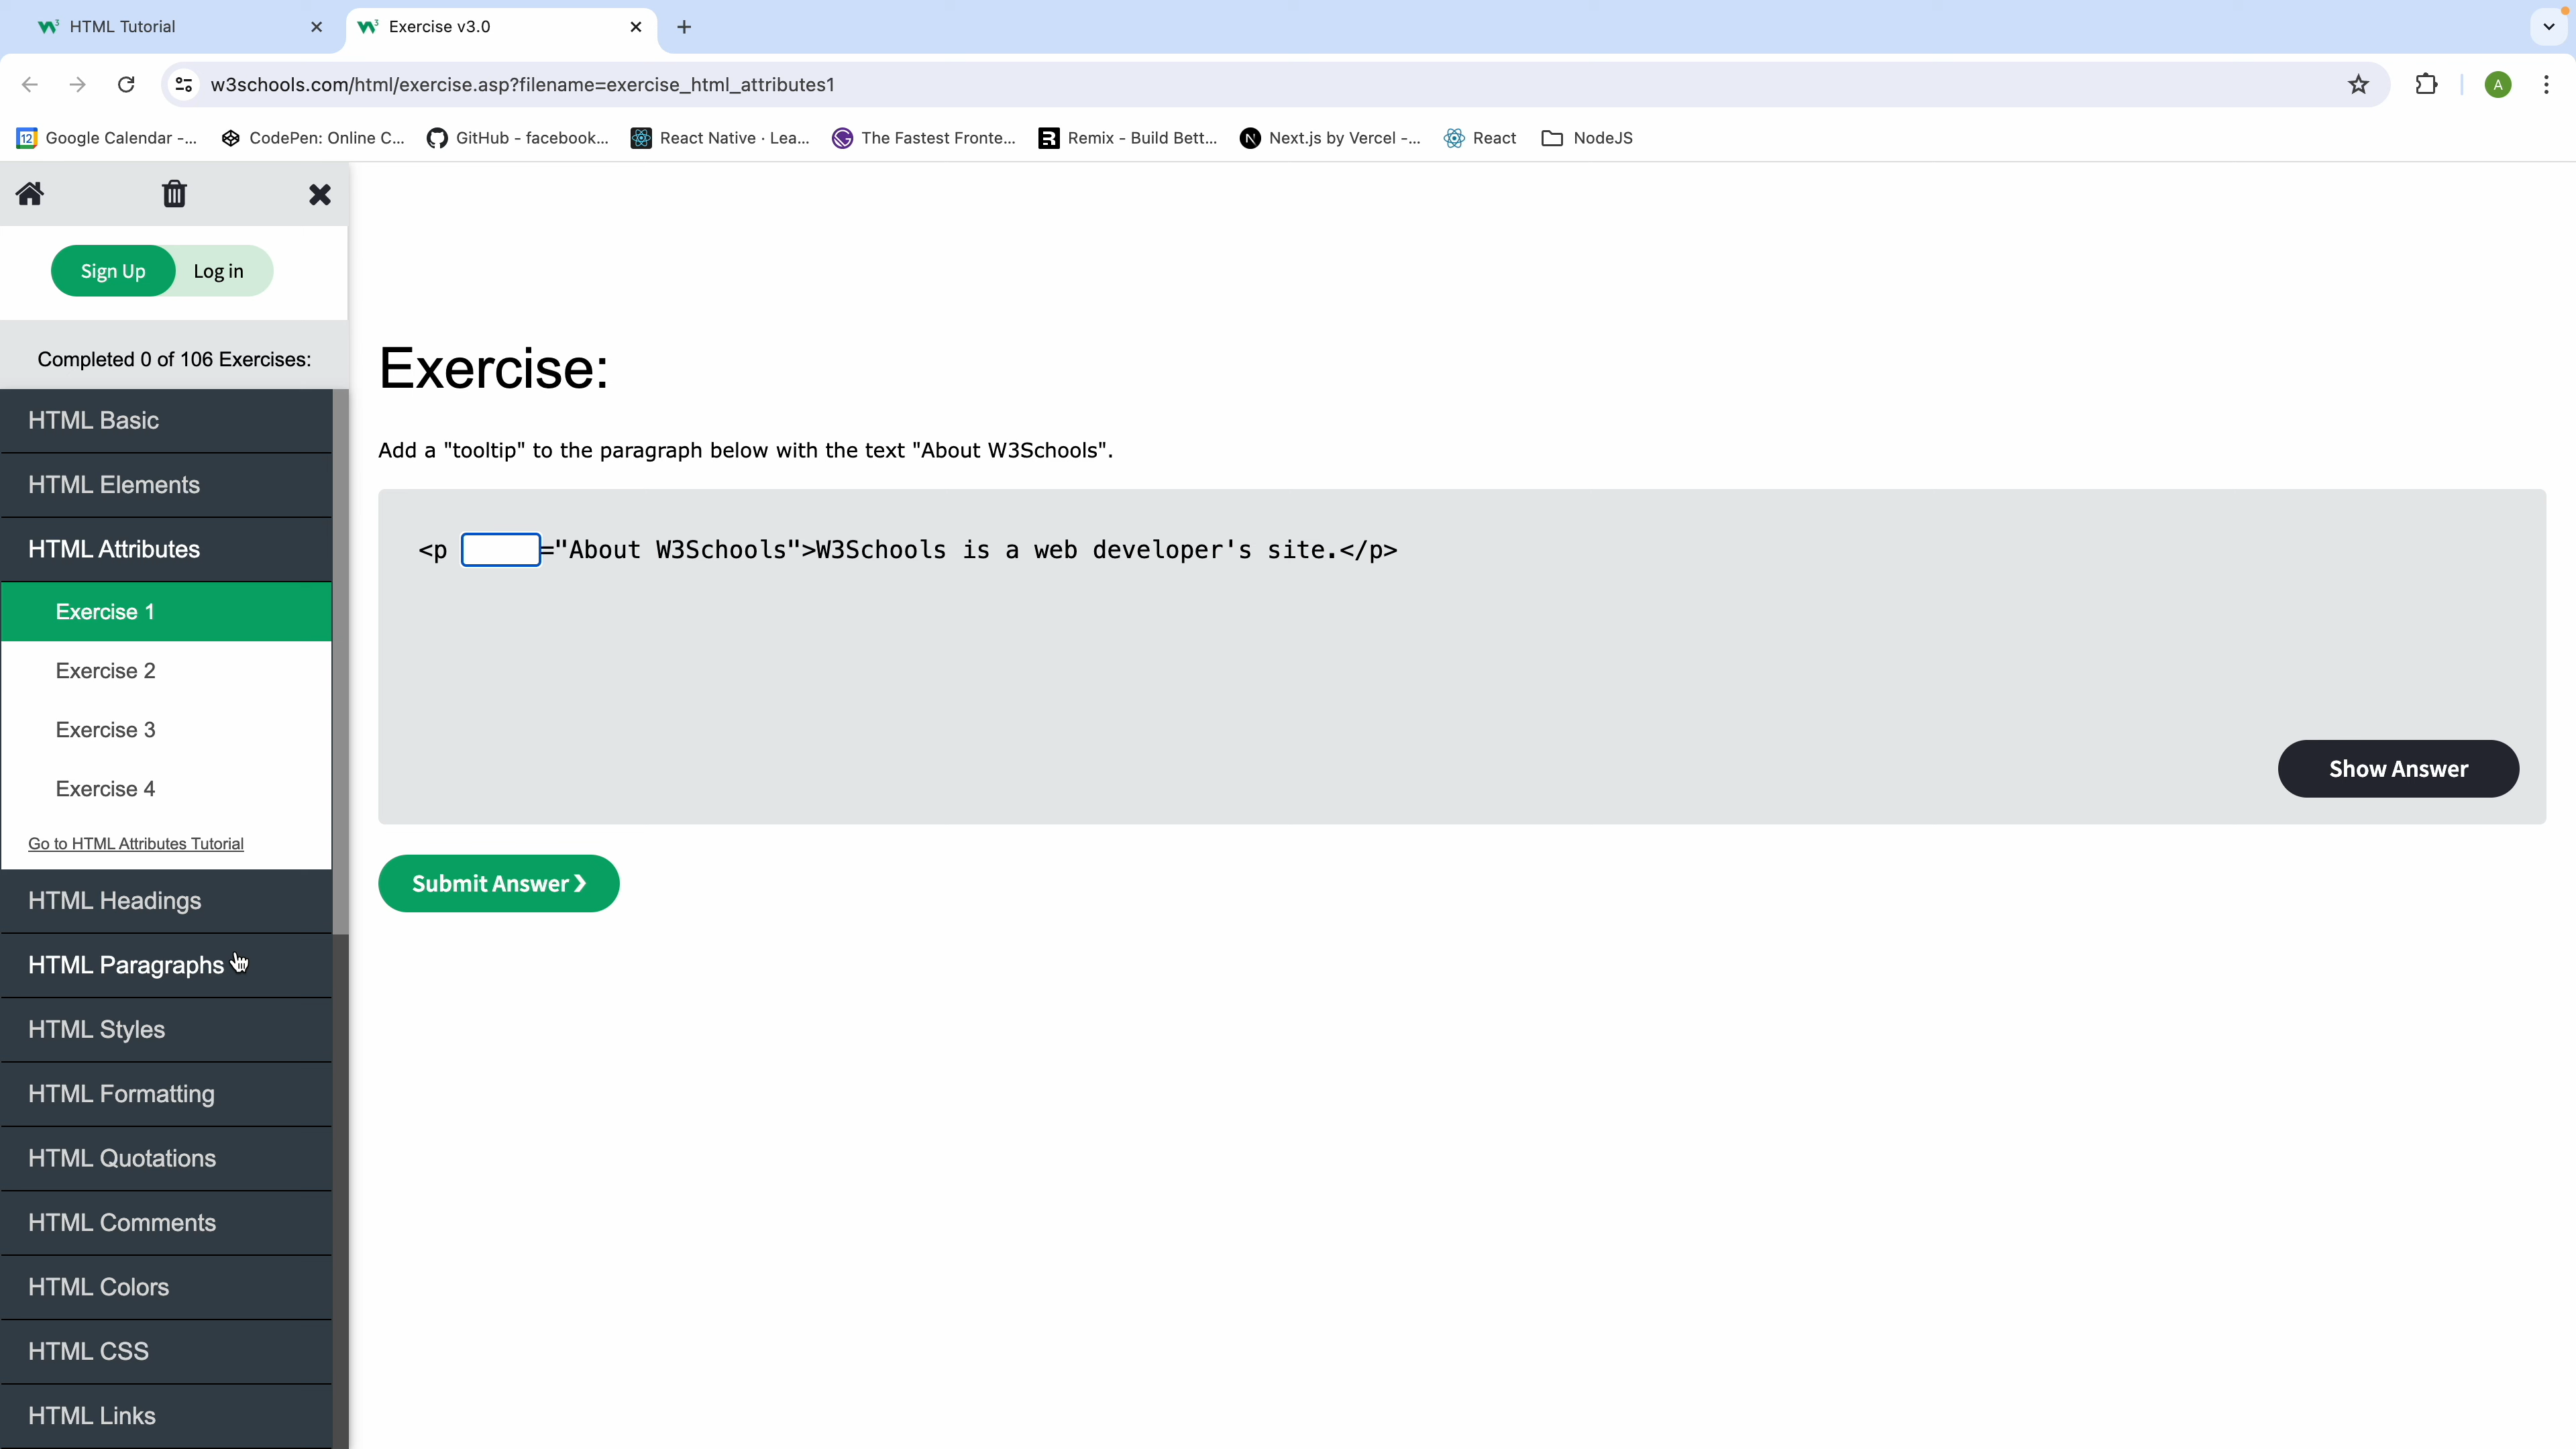 HTML Tutorial
Exercise v3.0
w3schools.com/html/exercise.asp?filename=exercise_html_attributes1
A
12 Google Calendar -...
CodePen: Online C...
GitHub - facebook...
React Native · Lea...
The Fastest Fronte...
Remix - Build Bett...
N Next.js by Vercel -...
React
NodeJS
Sign Up
Log in
Completed 0 of 106 Exercises:
HTML Basic
HTML Elements
HTML Attributes
Exercise 1
Exercise 2
Exercise 3
Exercise 4
Go to HTML Attributes Tutorial
HTML Headings
HTML Paragraphs
HTML Styles
HTML Formatting
HTML Quotations
HTML Comments
HTML Colors
HTML CSS
HTML Links
Exercise:
Add a "tooltip" to the paragraph below with the text "About W3Schools".
<p ="About W3Schools">W3Schools is a web developer's site.</p>
Show Answer
Submit Answer ❯